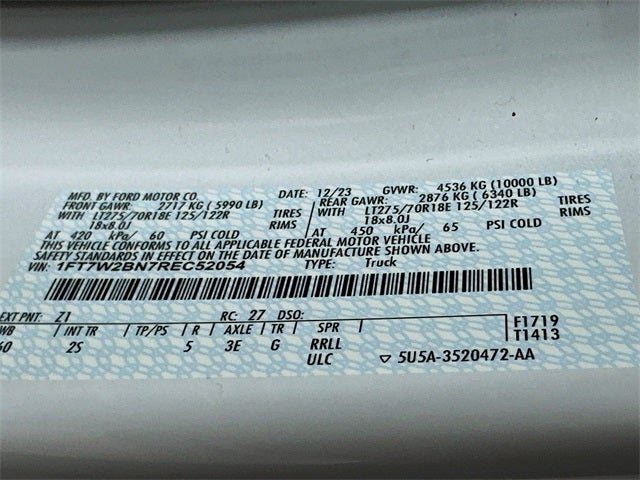 MFD. BY FORD MOTOR CO.
DATE: 12/23 GVWR: 4536 KG (10000 LB)
FRONT GAWR: 2717 KG ( 5990 LB) REAR GAWR: 2876 KG ( 6340 LB)
WITH LT275/70R18E 125/122R TIRES WITH LT275/70R18E 125/122R TIRES
18x8.0J RIMS 18x8.0J RIMS
AT 420 kPa/ 60 PSI COLD AT 450 kPa/ 65 PSI COLD
THIS VEHICLE CONFORMS TO ALL APPLICABLE FEDERAL MOTOR VEHICLE
SAFETY STANDARDS IN EFFECT ON THE DATE OF MANUFACTURE SHOWN ABOVE.
VIN: 1FT7W2BN7REC52054 TYPE: Truck
EXT PNT: Z1 RC: 27 DSO:
WB INT TR TP/PS R AXLE TR SPR F1719
60 2S 5 3E G RRLL T1413
ULC ▽ 5U5A-3520472-AA